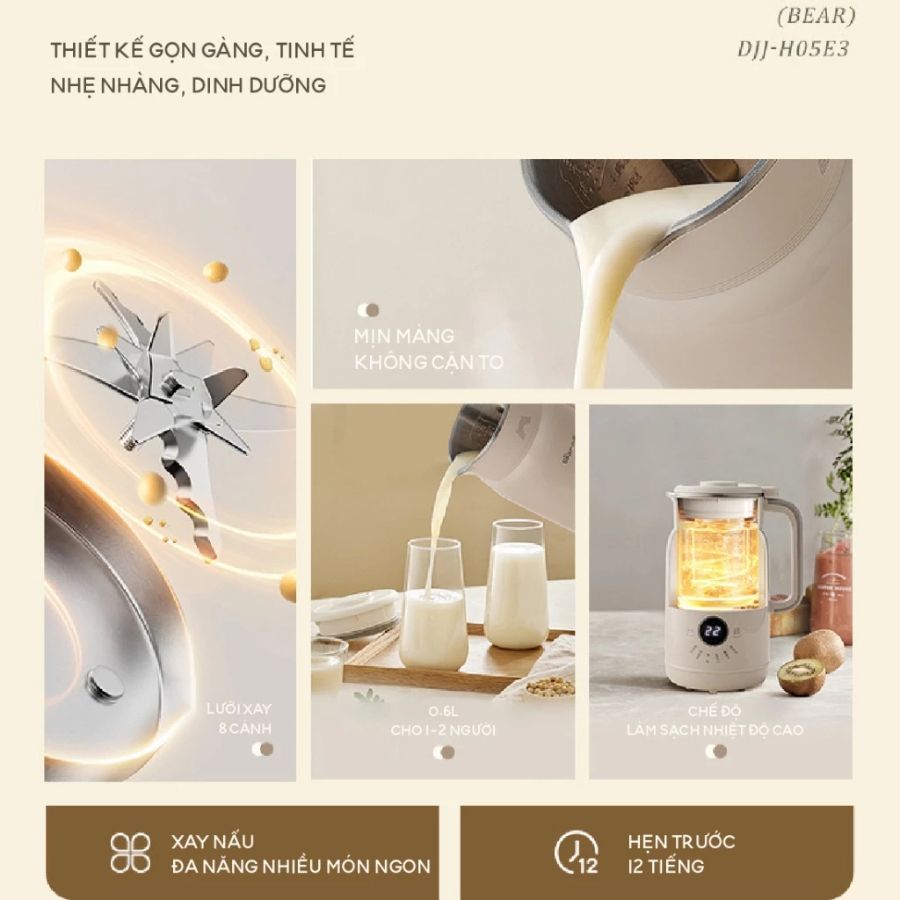 (BEAR)
DJJ-H05E3
THIẾT KẾ GỌN GÀNG, TINH TẾ
NHẸ NHÀNG, DINH DƯỠNG
MỊN MÀNG
KHÔNG CẶN TO
LƯỠI XAY
8 CÁNH
0.6L
CHO 1-2 NGƯỜI
22
CHẾ ĐỘ
LÀM SẠCH NHIỆT ĐỘ CAO
XAY NẤU
ĐA NĂNG NHIỀU MÓN NGON
12
HẸN TRƯỚC
12 TIẾNG